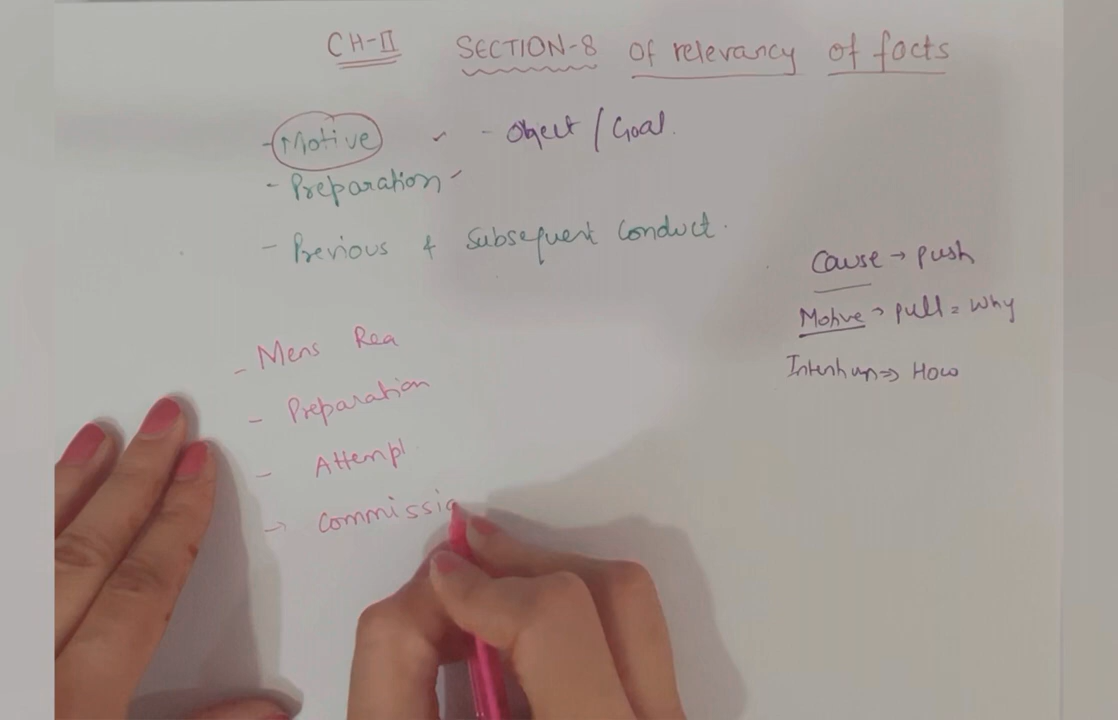 CH-II SECTION-8 of relevancy of facts
- Motive ✓ - Object / Goal.
- Preparation -
- Previous & Subsequent Conduct.
Cause → push
Motive → pull = Why
Intention ⇒ How
- Mens Rea
- Preparation
- Attempt
→ Commissio